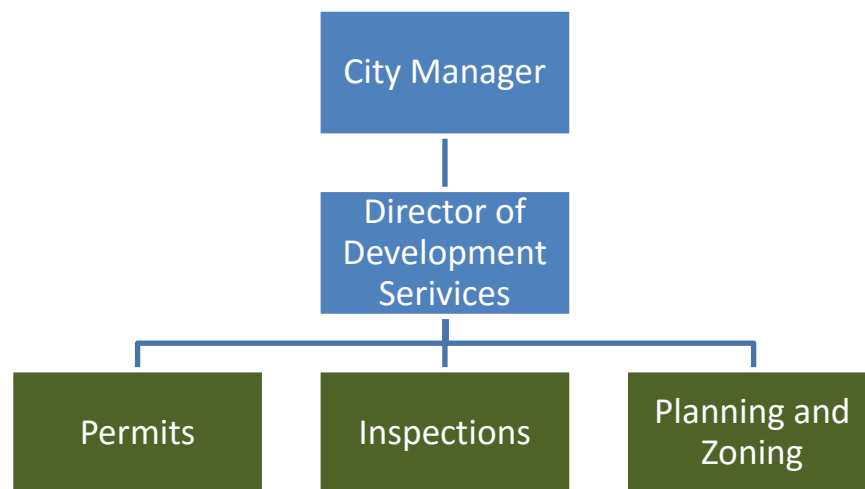 City Manager
Director of
Development
Serivices
Permits
Inspections
Planning and
Zoning